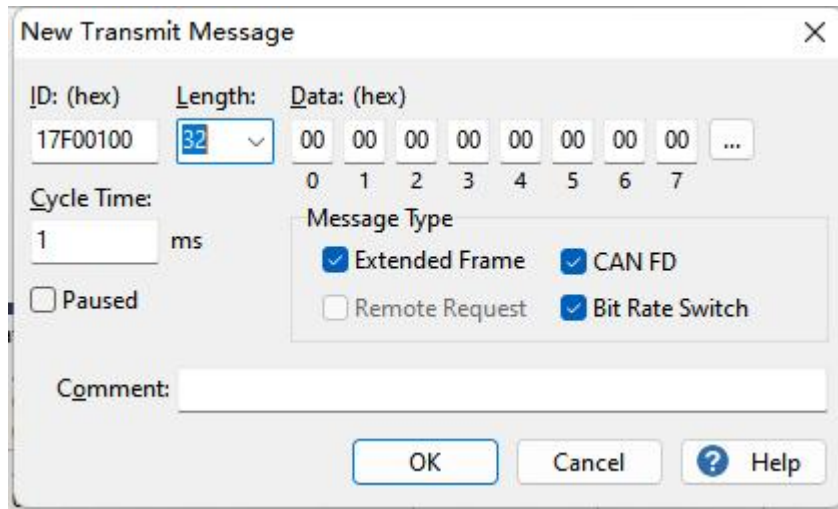 New Transmit Message
ID: (hex) Length: Data: (hex)
17F00100 32 00 00 00 00 00 00 00 00 ...
0 1 2 3 4 5 6 7
Cycle Time:
1 ms
Message Type
Extended Frame CAN FD
Paused
Remote Request Bit Rate Switch
Comment:
OK Cancel ? Help